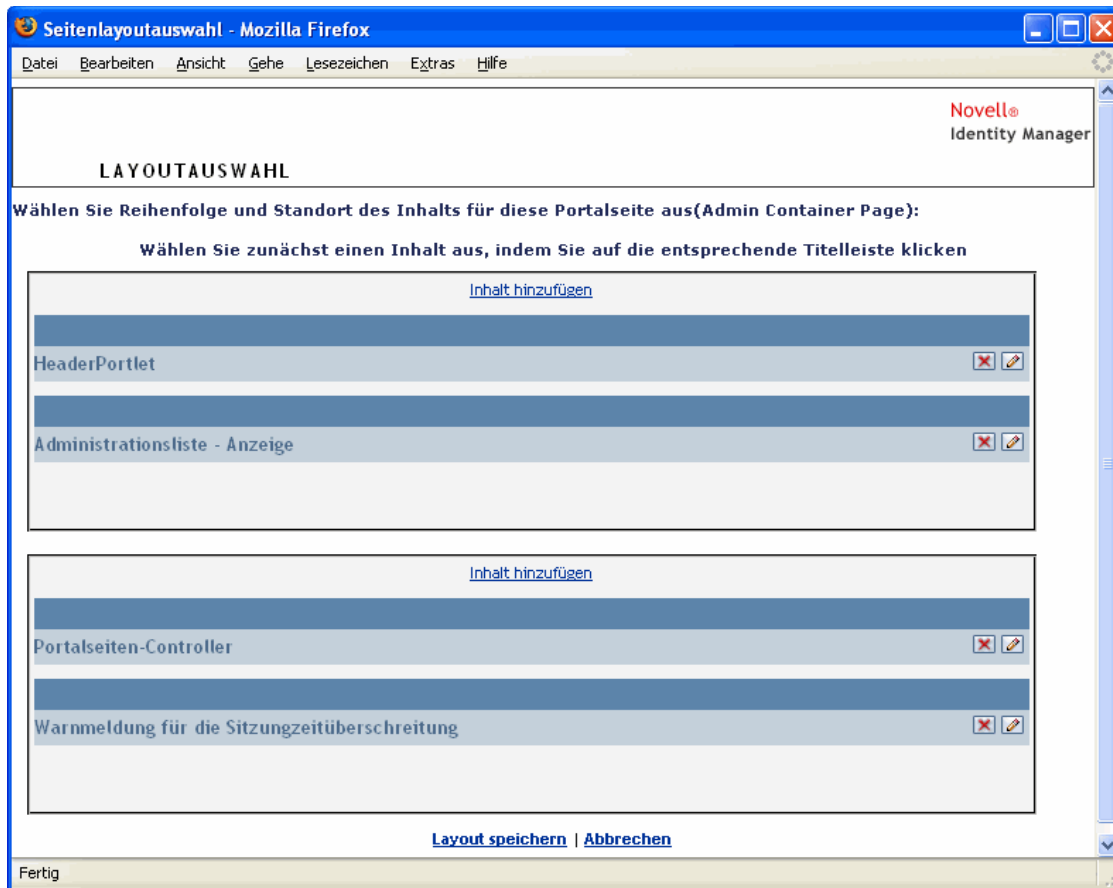 Seitenlayoutauswahl - Mozilla Firefox
Datei Bearbeiten Ansicht Gehe Lesezeichen Extras Hilfe
Novell®
Identity Manager
LAYOUTAUSWAHL
Wählen Sie Reihenfolge und Standort des Inhalts für diese Portalseite aus(Admin Container Page):
Wählen Sie zunächst einen Inhalt aus, indem Sie auf die entsprechende Titelleiste klicken
Inhalt hinzufügen
HeaderPortlet
Administrationsliste - Anzeige
Inhalt hinzufügen
Portalseiten-Controller
Warnmeldung für die Sitzungzeitüberschreitung
Layout speichern | Abbrechen
Fertig